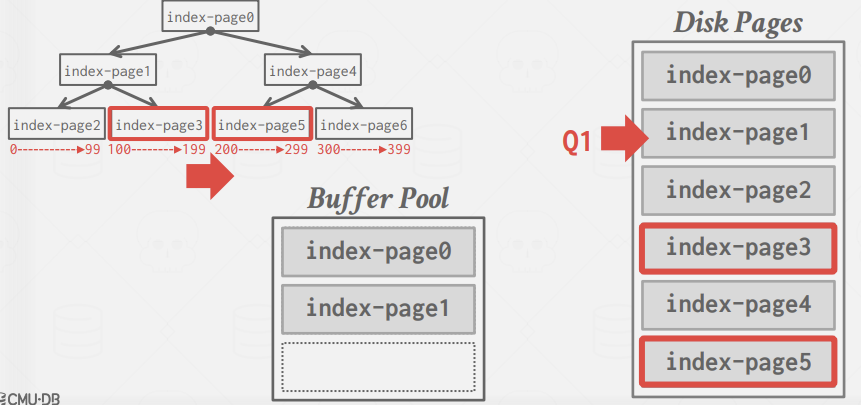 index-page0
index-page1
index-page4
index-page2
index-page3
index-page5
index-page6
0----------▶99
100-------▶199
200------▶299
300------▶399
Buffer Pool
index-page0
index-page1
Disk Pages
index-page0
Q1
index-page1
index-page2
index-page3
index-page4
index-page5
CMU·DB